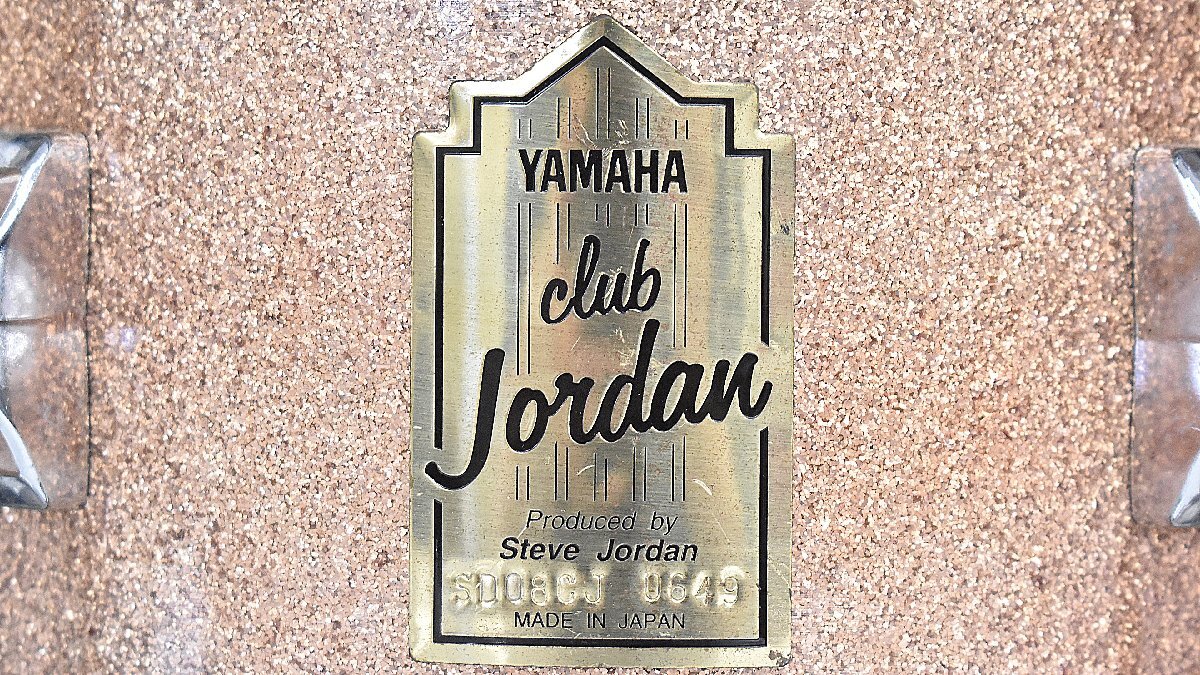 YAMAHA
club
Jordan
Produced by
Steve Jordan
SD08CJ 0649
MADE IN JAPAN